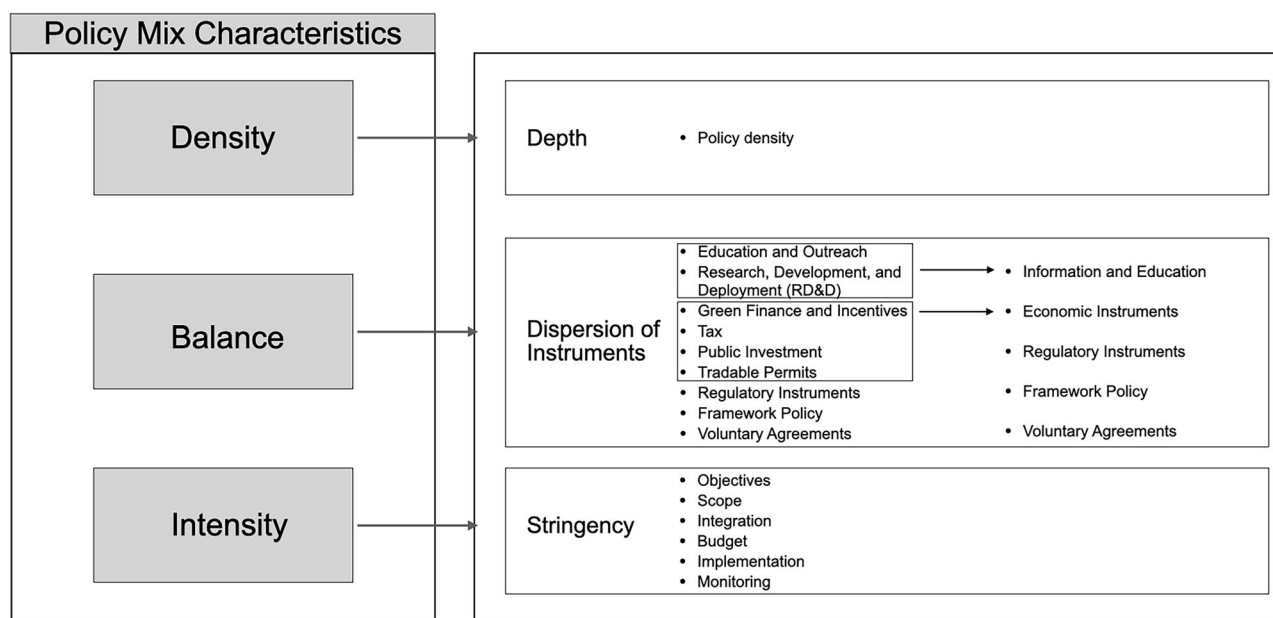 Policy Mix Characteristics
Density
Depth
• Policy density
Balance
Dispersion of
Instruments
• Education and Outreach
• Research, Development, and
Deployment (RD&D)
• Green Finance and Incentives
• Tax
• Public Investment
• Tradable Permits
• Regulatory Instruments
• Framework Policy
• Voluntary Agreements
• Information and Education
• Economic Instruments
• Regulatory Instruments
• Framework Policy
• Voluntary Agreements
Intensity
Stringency
• Objectives
• Scope
• Integration
• Budget
• Implementation
• Monitoring